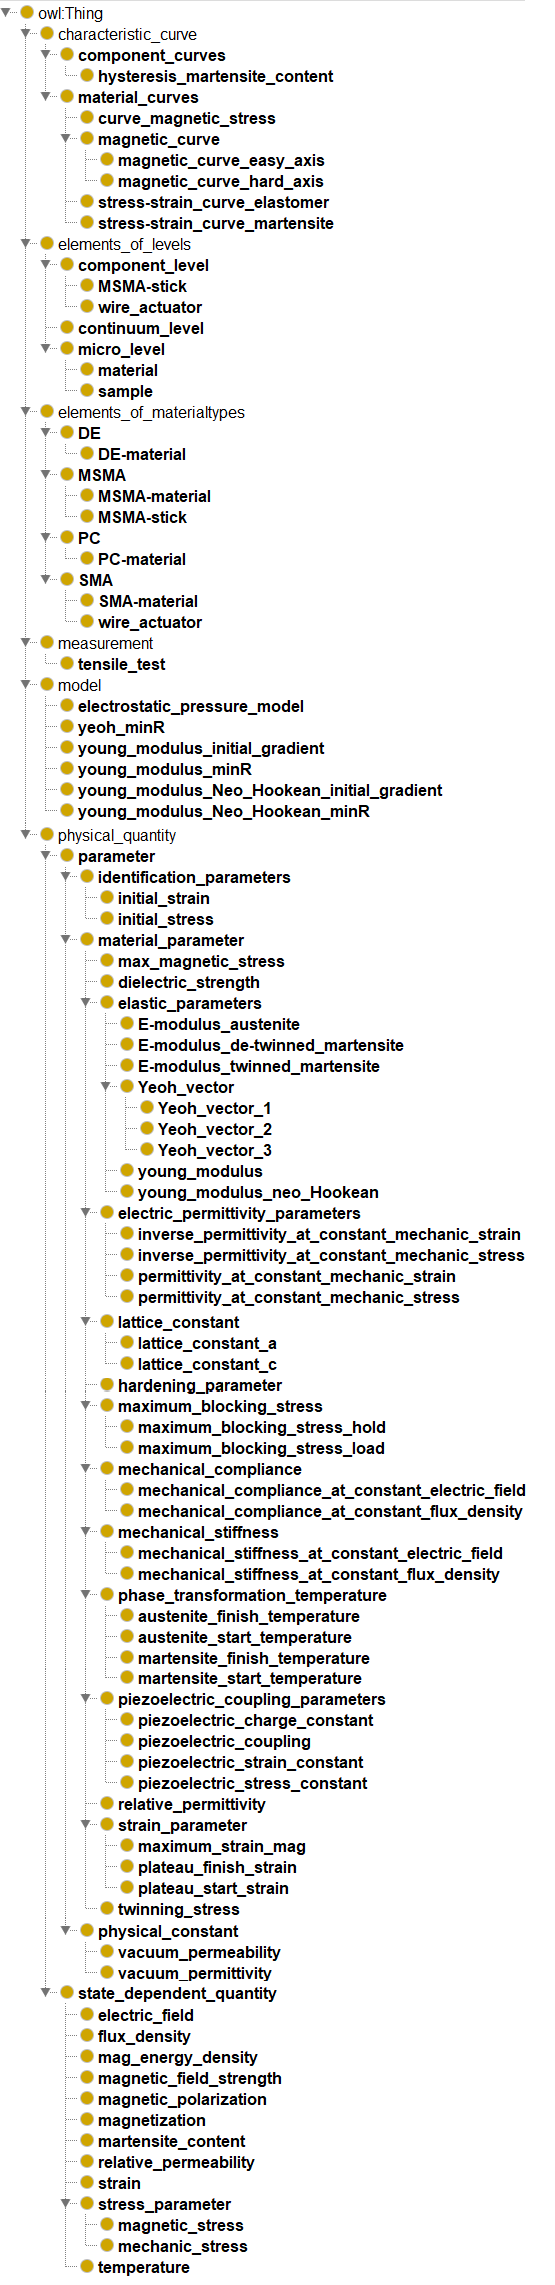 owl:Thing
characteristic_curve
component_curves
hysteresis_martensite_content
material_curves
curve_magnetic_stress
magnetic_curve
magnetic_curve_easy_axis
magnetic_curve_hard_axis
stress-strain_curve_elastomer
stress-strain_curve_martensite
elements_of_levels
component_level
MSMA-stick
wire_actuator
continuum_level
micro_level
material
sample
elements_of_materialtypes
DE
DE-material
MSMA
MSMA-material
MSMA-stick
PC
PC-material
SMA
SMA-material
wire_actuator
measurement
tensile_test
model
electrostatic_pressure_model
yeoh_minR
young_modulus_initial_gradient
young_modulus_minR
young_modulus_Neo_Hookean_initial_gradient
young_modulus_Neo_Hookean_minR
physical_quantity
parameter
identification_parameters
initial_strain
initial_stress
material_parameter
max_magnetic_stress
dielectric_strength
elastic_parameters
E-modulus_austenite
E-modulus_de-twinned_martensite
E-modulus_twinned_martensite
Yeoh_vector
Yeoh_vector_1
Yeoh_vector_2
Yeoh_vector_3
young_modulus
young_modulus_neo_Hookean
electric_permittivity_parameters
inverse_permittivity_at_constant_mechanic_strain
inverse_permittivity_at_constant_mechanic_stress
permittivity_at_constant_mechanic_strain
permittivity_at_constant_mechanic_stress
lattice_constant
lattice_constant_a
lattice_constant_c
hardening_parameter
maximum_blocking_stress
maximum_blocking_stress_hold
maximum_blocking_stress_load
mechanical_compliance
mechanical_compliance_at_constant_electric_field
mechanical_compliance_at_constant_flux_density
mechanical_stiffness
mechanical_stiffness_at_constant_electric_field
mechanical_stiffness_at_constant_flux_density
phase_transformation_temperature
austenite_finish_temperature
austenite_start_temperature
martensite_finish_temperature
martensite_start_temperature
piezoelectric_coupling_parameters
piezoelectric_charge_constant
piezoelectric_coupling
piezoelectric_strain_constant
piezoelectric_stress_constant
relative_permittivity
strain_parameter
maximum_strain_mag
plateau_finish_strain
plateau_start_strain
twinning_stress
physical_constant
vacuum_permeability
vacuum_permittivity
state_dependent_quantity
electric_field
flux_density
mag_energy_density
magnetic_field_strength
magnetic_polarization
magnetization
martensite_content
relative_permeability
strain
stress_parameter
magnetic_stress
mechanic_stress
temperature